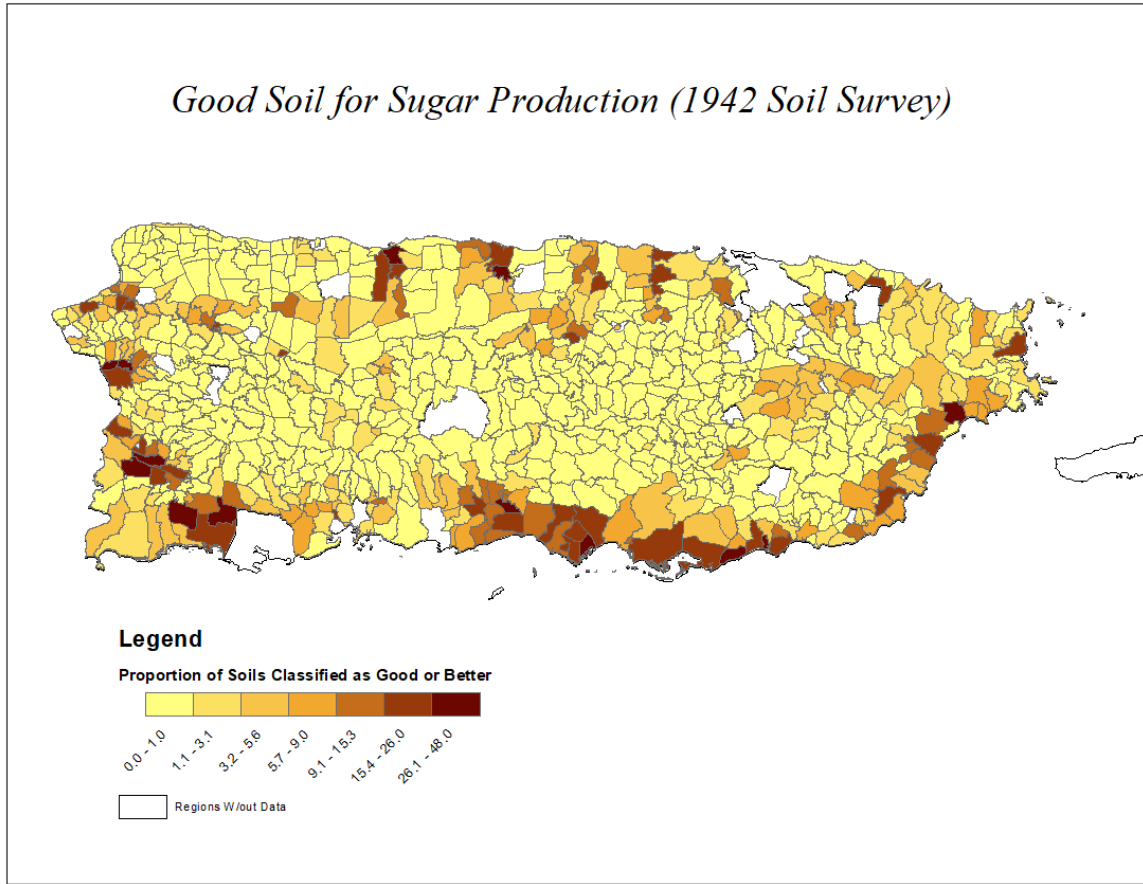 Good Soil for Sugar Production (1942 Soil Survey)
Legend
Proportion of Soils Classified as Good or Better
0.0 - 1.0
1.1 - 3.1
3.2 - 5.6
5.7 - 9.0
9.1 - 15.3
15.4 - 26.0
26.1 - 48.0
Regions W/out Data